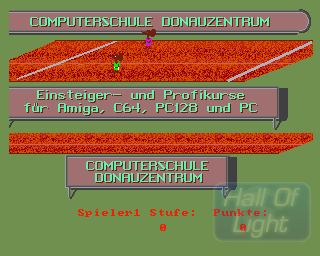 COMPUTERSCHULE DONAUZENTRUM
Einsteiger- und Profikurse
für Amiga, C64, PC128 und PC
COMPUTERSCHULE
DONAUZENTRUM
Spieler1 Stufe: Punkte:
0 0
Hall Of
Light